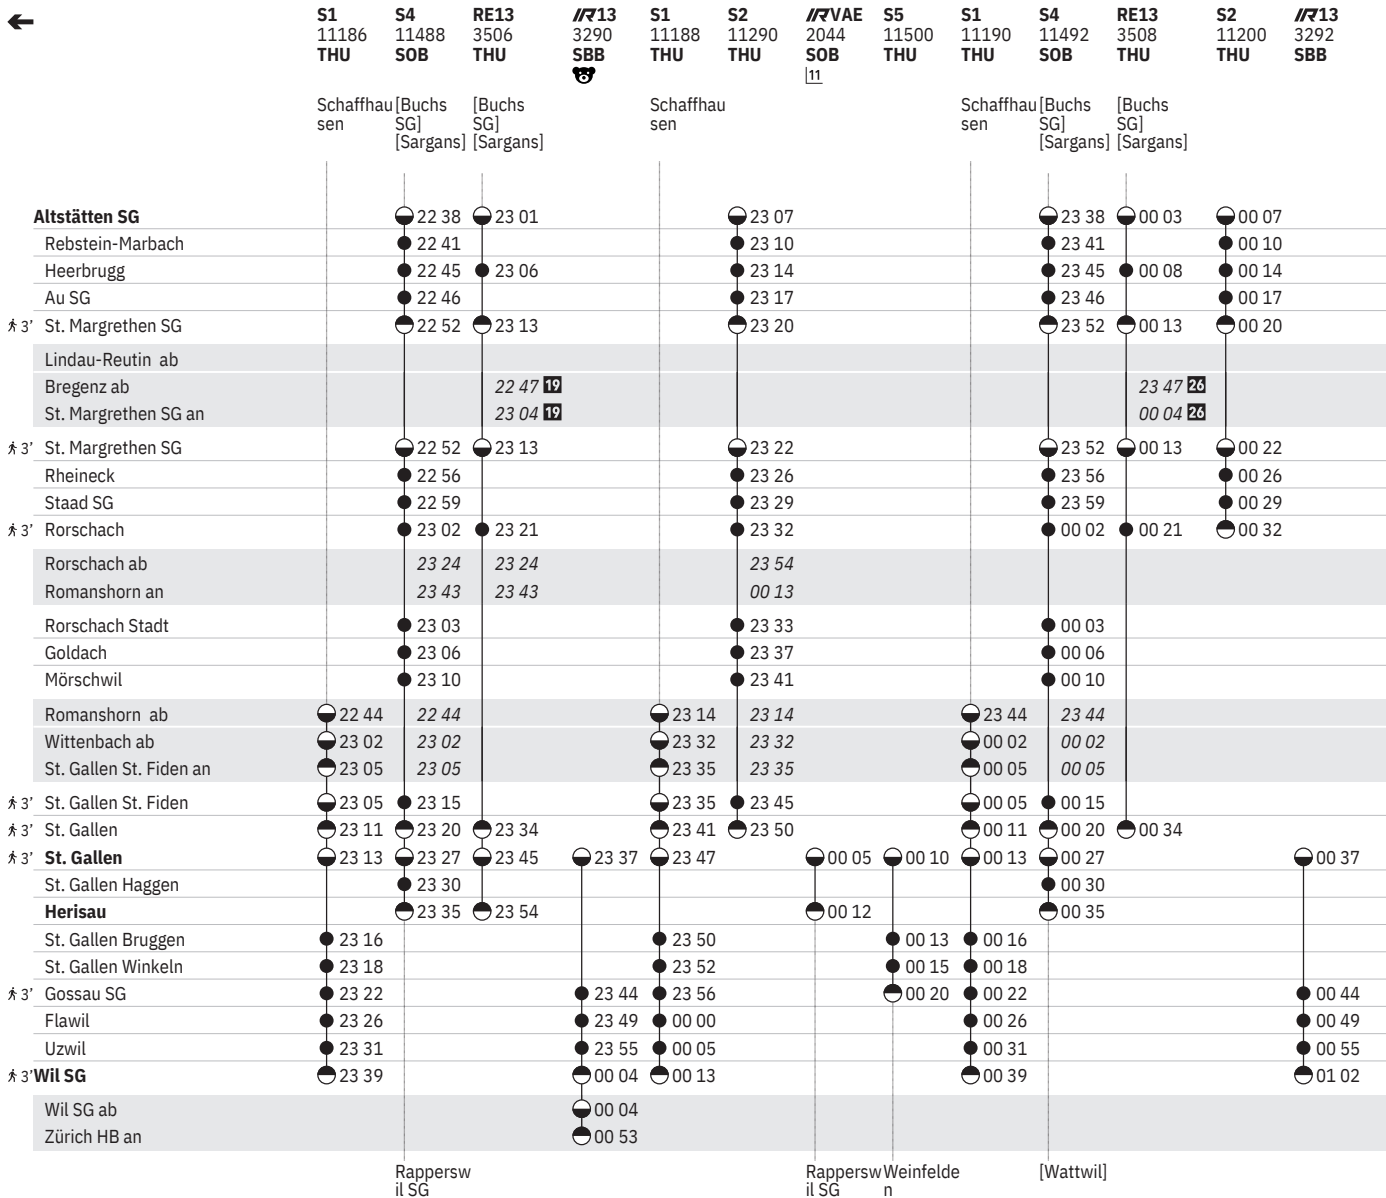 S1 S4 RE13 IR13 S1 S2 IRVAE S5 S1 S4 RE13 S2 IR13
11186 11488 3506 3290 11188 11290 2044 11500 11190 11492 3508 11200 3292
THU SOB THU SBB THU THU SOB THU THU SOB THU THU SBB
11
Schaffhau [Buchs [Buchs Schaffhau Schaffhau [Buchs [Buchs
sen SG] SG] sen sen SG] SG]
[Sargans] [Sargans] [Sargans] [Sargans]
Altstätten SG 22 38 23 01 23 07 23 38 00 03 00 07
Rebstein-Marbach 22 41 23 10 23 41 00 10
Heerbrugg 22 45 23 06 23 14 23 45 00 08 00 14
Au SG 22 46 23 17 23 46 00 17
3' St. Margrethen SG 22 52 23 13 23 20 23 52 00 13 00 20
Lindau-Reutin ab
Bregenz ab 22 47 19 23 47 26
St. Margrethen SG an 23 04 19 00 04 26
3' St. Margrethen SG 22 52 23 13 23 22 23 52 00 13 00 22
Rheineck 22 56 23 26 23 56 00 26
Staad SG 22 59 23 29 23 59 00 29
3' Rorschach 23 02 23 21 23 32 00 02 00 21 00 32
Rorschach ab 23 24 23 24 23 54
Romanshorn an 23 43 23 43 00 13
Rorschach Stadt 23 03 23 33 00 03
Goldach 23 06 23 37 00 06
Mörschwil 23 10 23 41 00 10
Romanshorn ab 22 44 22 44 23 14 23 14 23 44 23 44
Wittenbach ab 23 02 23 02 23 32 23 32 00 02 00 02
St. Gallen St. Fiden an 23 05 23 05 23 35 23 35 00 05 00 05
3' St. Gallen St. Fiden 23 05 23 15 23 35 23 45 00 05 00 15
3' St. Gallen 23 11 23 20 23 34 23 41 23 50 00 11 00 20 00 34
3' St. Gallen 23 13 23 27 23 45 23 37 23 47 00 05 00 10 00 13 00 27 00 37
St. Gallen Haggen 23 30 00 30
Herisau 23 35 23 54 00 12 00 35
St. Gallen Bruggen 23 16 23 50 00 13 00 16
St. Gallen Winkeln 23 18 23 52 00 15 00 18
3' Gossau SG 23 22 23 44 23 56 00 20 00 22 00 44
Flawil 23 26 23 49 00 00 00 26 00 49
Uzwil 23 31 23 55 00 05 00 31 00 55
3' Wil SG 23 39 00 04 00 13 00 39 01 02
Wil SG ab 00 04
Zürich HB an 00 53
Rappersw Rappersw Weinfelde [Wattwil]
il SG il SG n